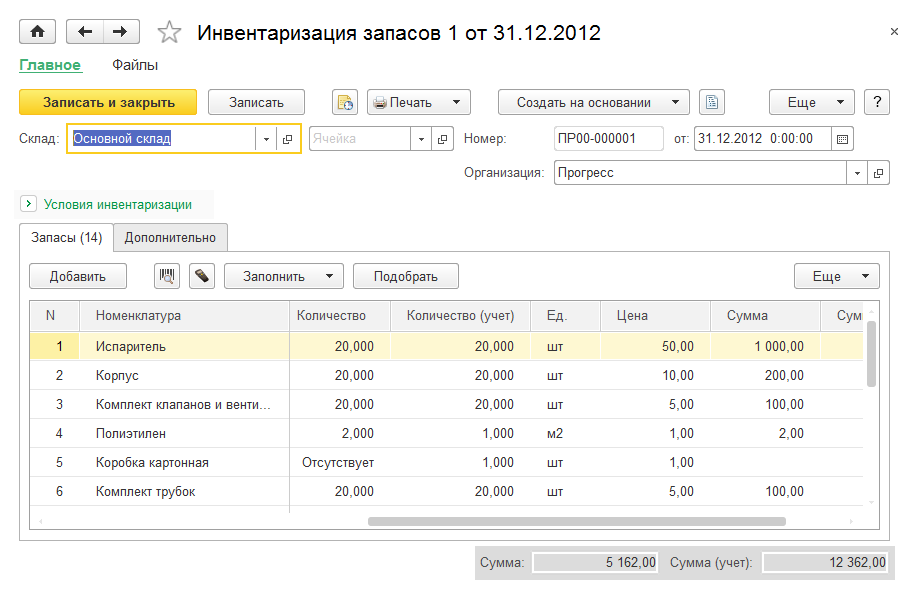 Инвентаризация запасов 1 от 31.12.2012
Главное Файлы
Записать и закрыть Записать Печать Создать на основании Еще ?
Склад: Основной склад Ячейка Номер: ПР00-000001 от: 31.12.2012 0:00:00
Организация: Прогресс
Условия инвентаризации
Запасы (14) Дополнительно
Добавить Заполнить Подобрать Еще
N Номенклатура Количество Количество (учет) Ед. Цена Сумма Сум
1 Испаритель 20,000 20,000 шт 50,00 1 000,00
2 Корпус 20,000 20,000 шт 10,00 200,00
3 Комплект клапанов и венти... 20,000 20,000 шт 5,00 100,00
4 Полиэтилен 2,000 1,000 м2 1,00 2,00
5 Коробка картонная Отсутствует 1,000 шт 1,00
6 Комплект трубок 20,000 20,000 шт 5,00 100,00
Сумма: 5 162,00 Сумма (учет): 12 362,00